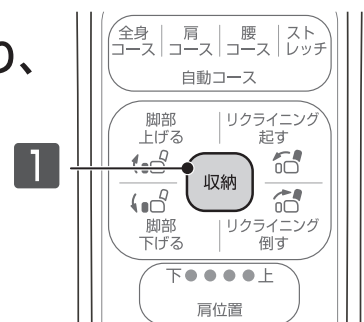 り、
全身コース
肩コース
腰コース
ストレッチ
自動コース
脚部
上げる
リクライニング
起す
1
収納
脚部
下げる
リクライニング
倒す
下●●●●上
肩位置